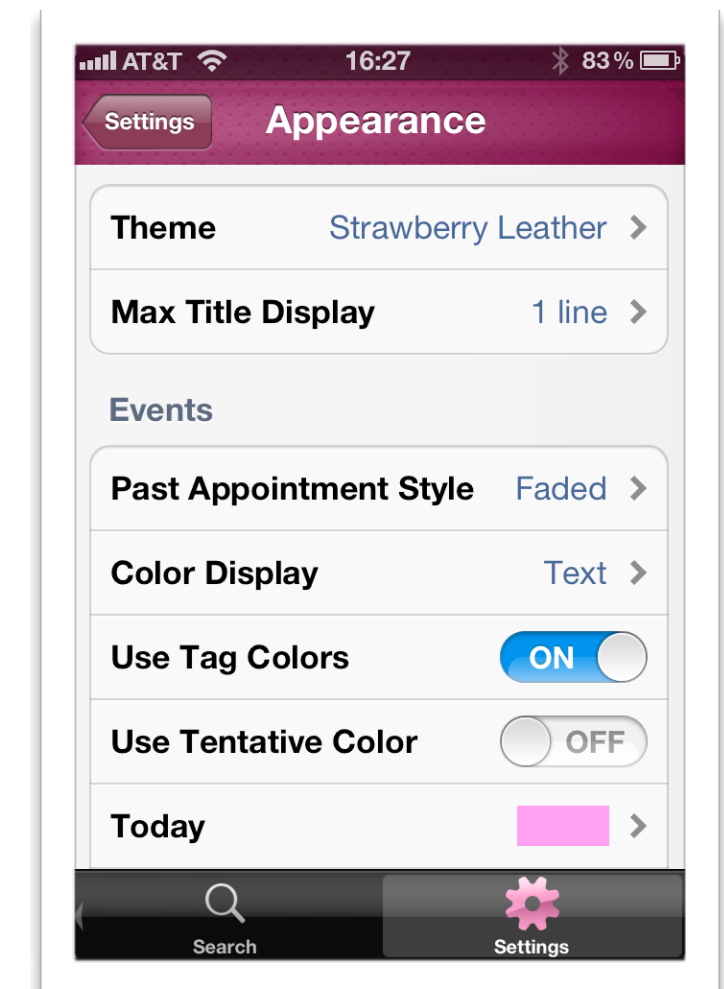 AT&T 16:27 83%
Settings Appearance
Theme Strawberry Leather
Max Title Display 1 line
Events
Past Appointment Style Faded
Color Display Text
Use Tag Colors ON
Use Tentative Color OFF
Today
Search Settings